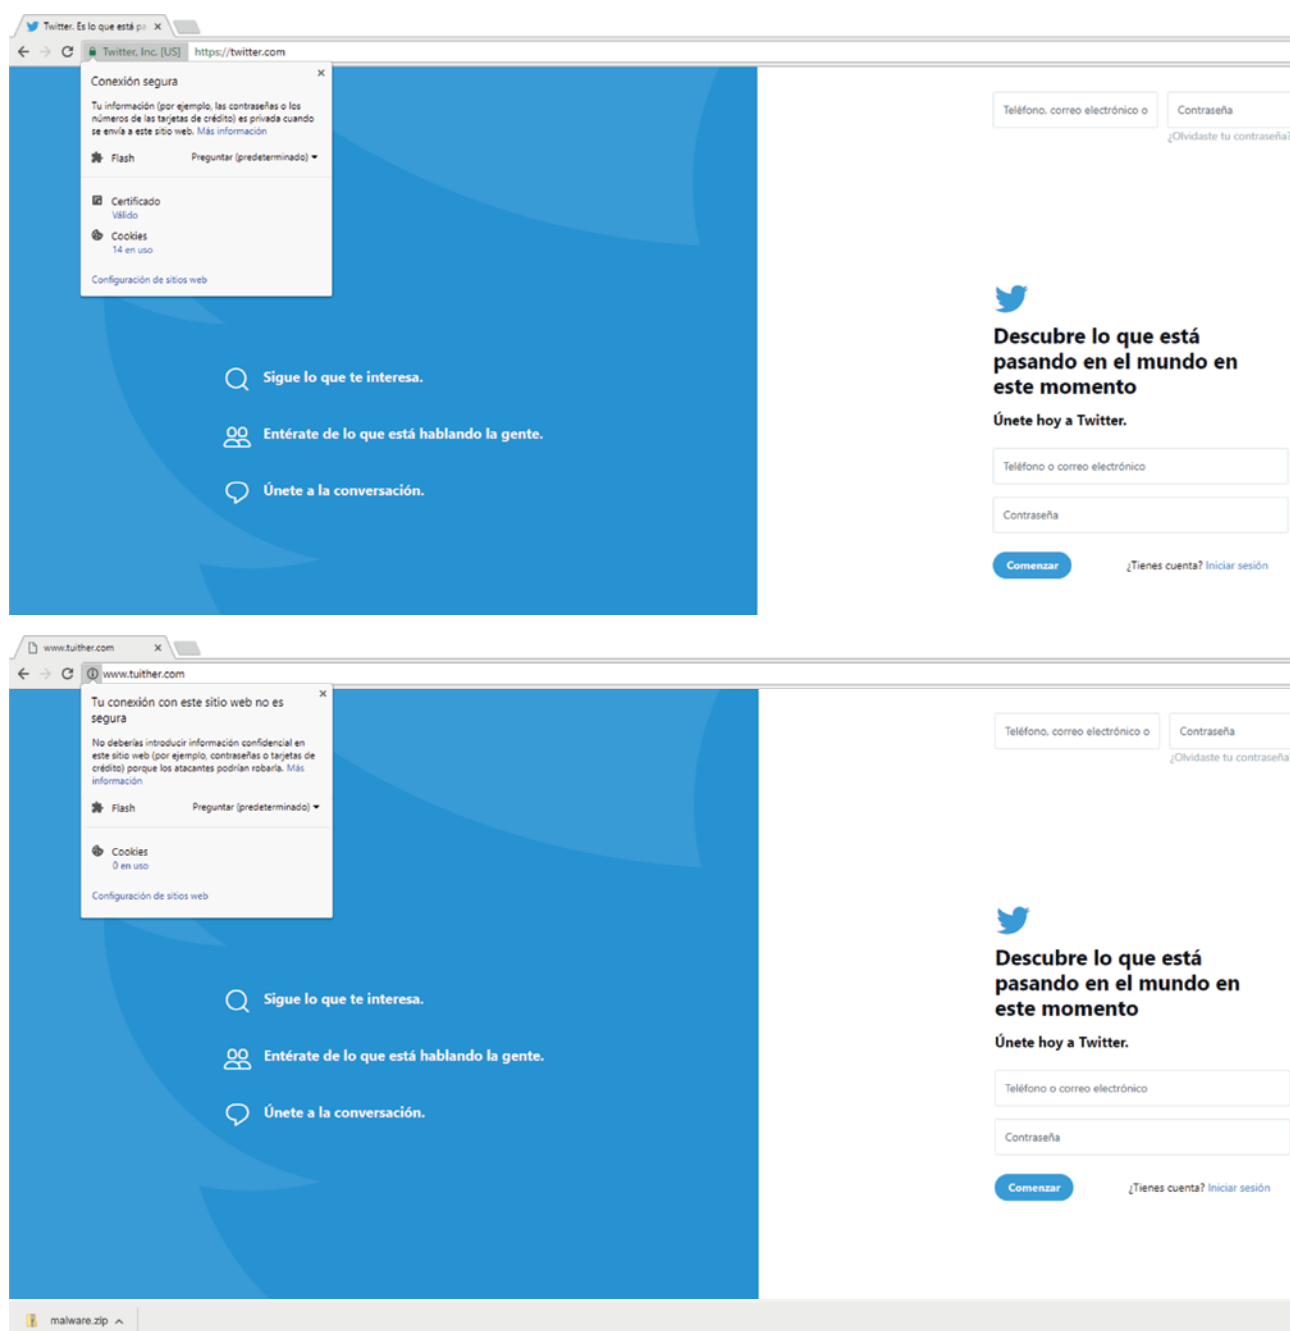 Twitter. Es lo que está pa
Twitter, Inc. [US] https://twitter.com
Conexión segura
Tu información (por ejemplo, las contraseñas o los
números de las tarjetas de crédito) es privada cuando
se envía a este sitio web. Más información
Flash Preguntar (predeterminado)
Certificado
Válido
Cookies
14 en uso
Configuración de sitios web
Teléfono, correo electrónico o
Contraseña
¿Olvidaste tu contraseña?
Sigue lo que te interesa.
Entérate de lo que está hablando la gente.
Únete a la conversación.
Descubre lo que está
pasando en el mundo en
este momento
Únete hoy a Twitter.
Teléfono o correo electrónico
Contraseña
Comenzar
¿Tienes cuenta? Iniciar sesión
www.tuither.com
www.tuither.com
Tu conexión con este sitio web no es
segura
No deberías introducir información confidencial en
este sitio web (por ejemplo, contraseñas o tarjetas de
crédito) porque los atacantes podrían robarla. Más
información
Flash Preguntar (predeterminado)
Cookies
0 en uso
Configuración de sitios web
Teléfono, correo electrónico o
Contraseña
¿Olvidaste tu contraseña
Sigue lo que te interesa.
Entérate de lo que está hablando la gente.
Únete a la conversación.
Descubre lo que está
pasando en el mundo en
este momento
Únete hoy a Twitter.
Teléfono o correo electrónico
Contraseña
Comenzar
¿Tienes cuenta? Iniciar sesión
malware.zip